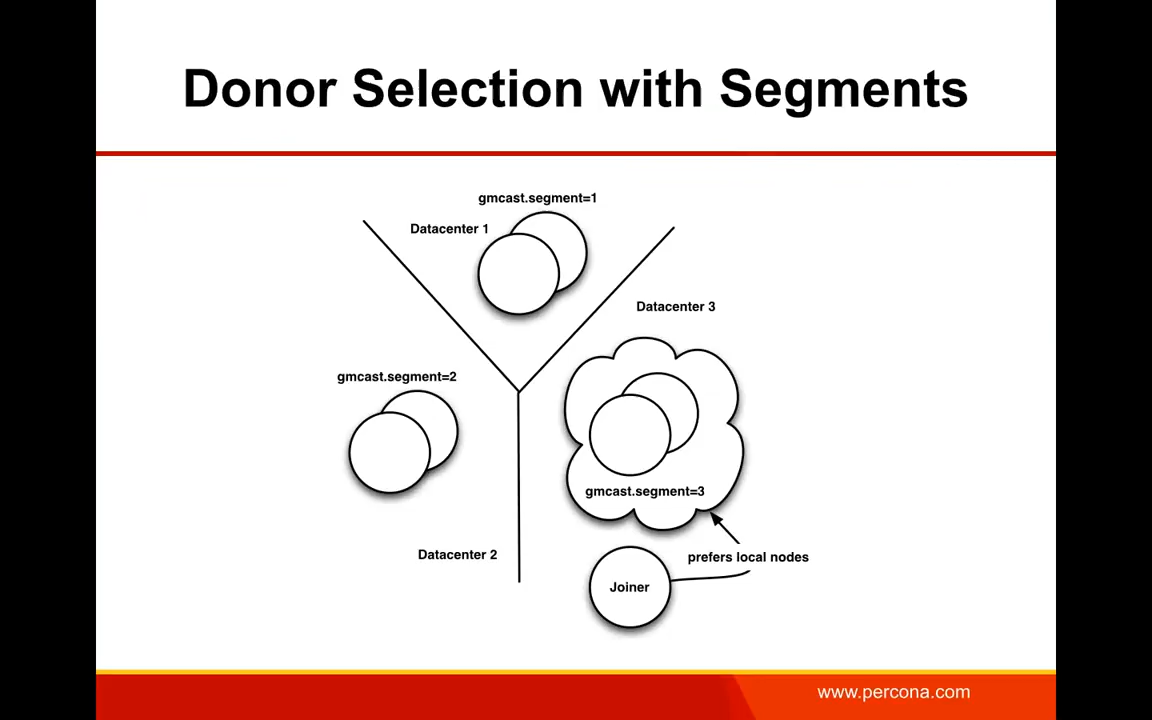 Donor Selection with Segments
gmcast.segment=1
Datacenter 1
Datacenter 3
gmcast.segment=2
gmcast.segment=3
Datacenter 2
prefers local nodes
Joiner
www.percona.com